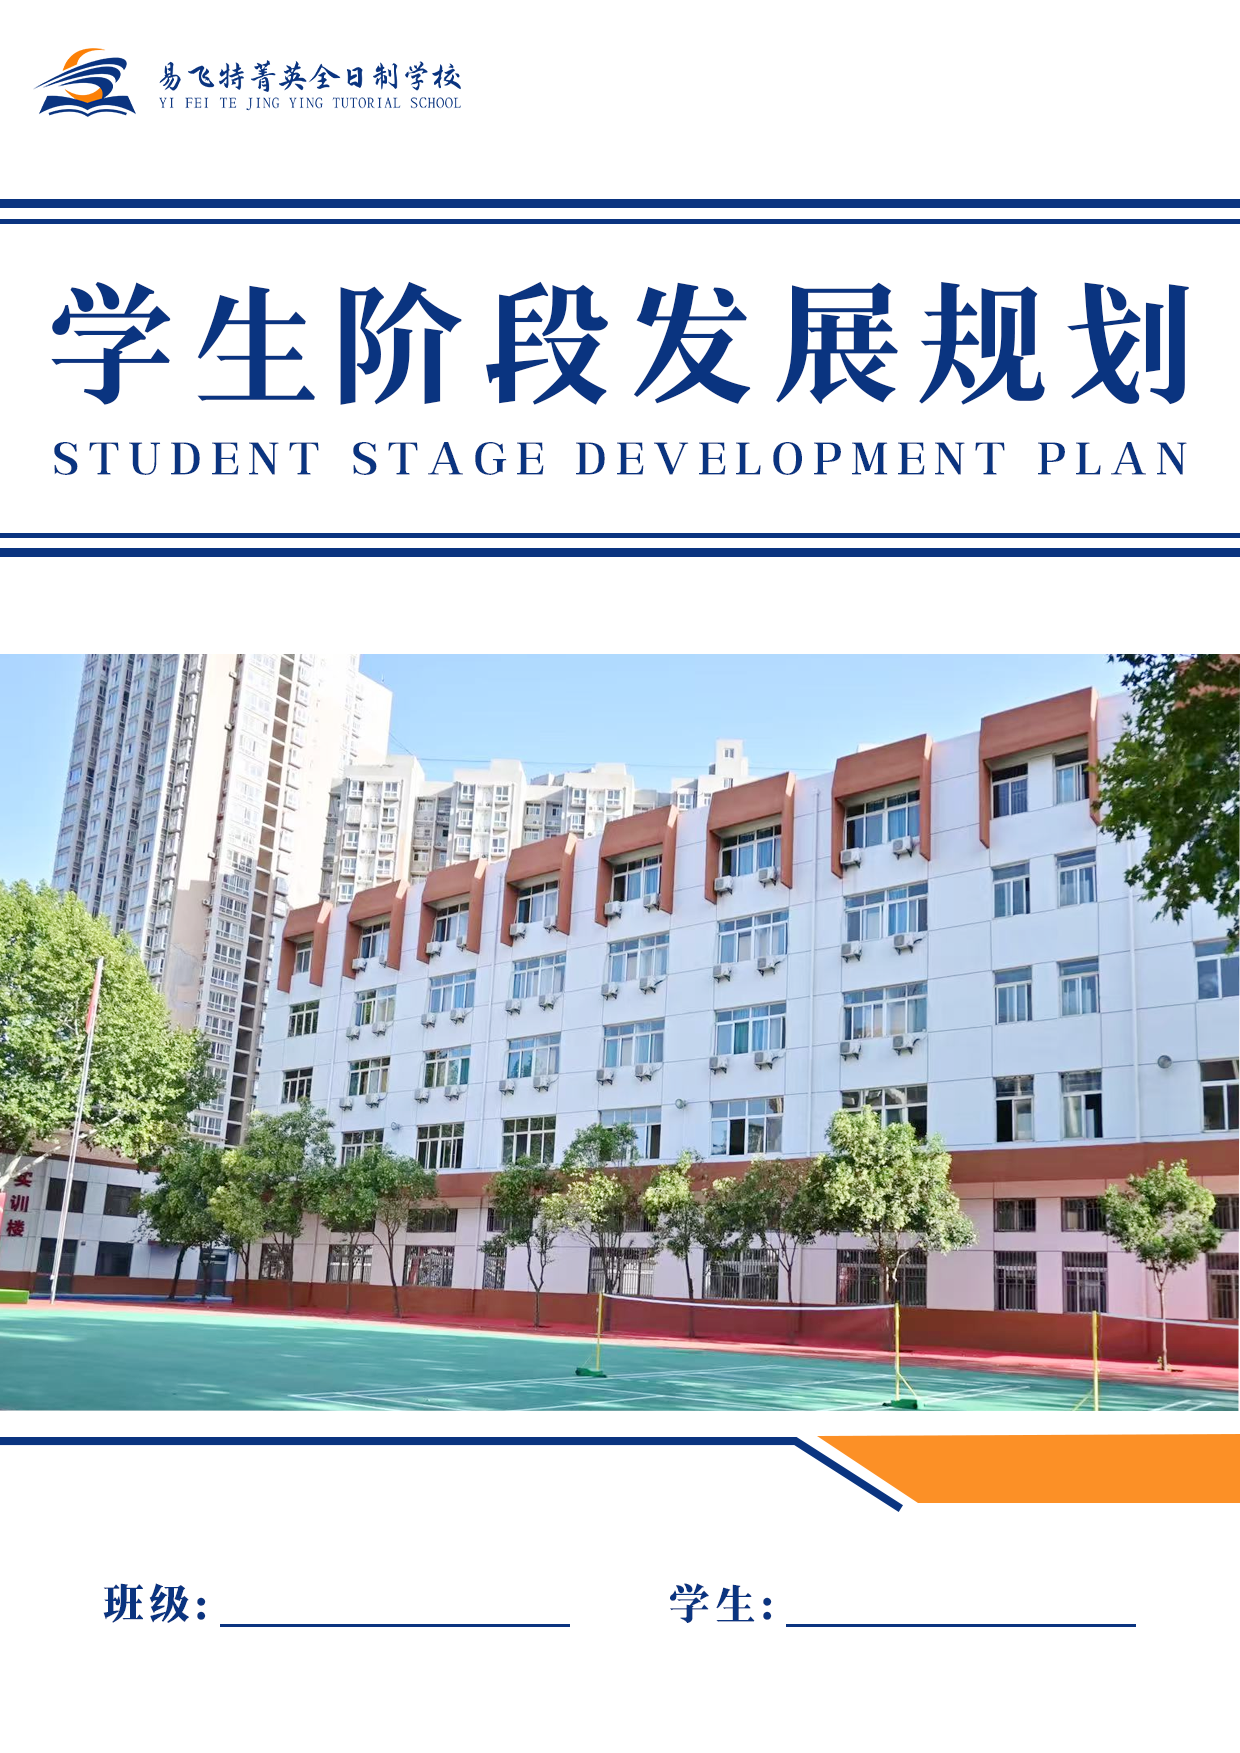 易飞特菁英全日制学校
YI FEI TE JING YING TUTORIAL SCHOOL
学生阶段发展规划
STUDENT STAGE DEVELOPMENT PLAN
实训楼
班级:
学生: